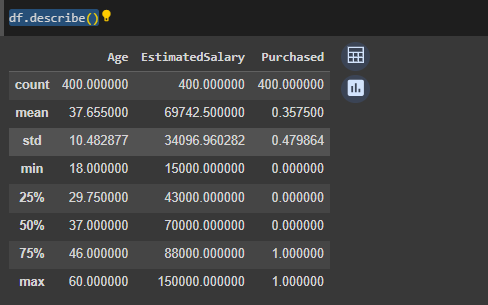 df.describe()
Age EstimatedSalary Purchased
count 400.000000 400.000000 400.000000
mean 37.655000 69742.500000 0.357500
std 10.482877 34096.960282 0.479864
min 18.000000 15000.000000 0.000000
25% 29.750000 43000.000000 0.000000
50% 37.000000 70000.000000 0.000000
75% 46.000000 88000.000000 1.000000
max 60.000000 150000.000000 1.000000